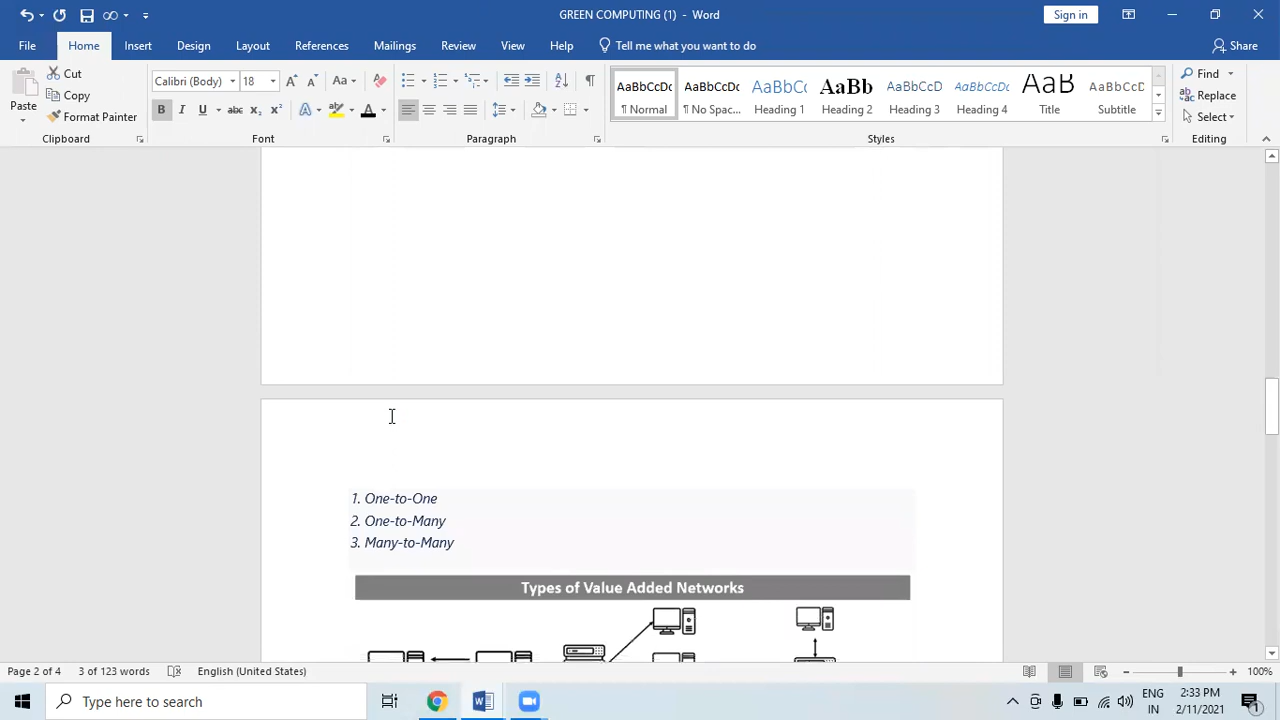 GREEN COMPUTING (1) - Word
Sign in
File Home Insert Design Layout References Mailings Review View Help Tell me what you want to do Share
Paste
Cut
Copy
Format Painter
Clipboard
Calibri (Body) 18
Aa
B I U abc x₂ x²
A A
Font
Paragraph
AaBbCcDc
¶ Normal
AaBbCcDc
¶ No Spac...
AaBbCc
Heading 1
AaBb
Heading 2
AaBbCcD
Heading 3
AaBbCcD
Heading 4
AaB
Title
AaBbCcD
Subtitle
Styles
Find
Replace
Select
Editing
1. One-to-One
2. One-to-Many
3. Many-to-Many
Types of Value Added Networks
Page 2 of 4 3 of 123 words English (United States) 100%
Type here to search
ENG
IN
2:33 PM
2/11/2021